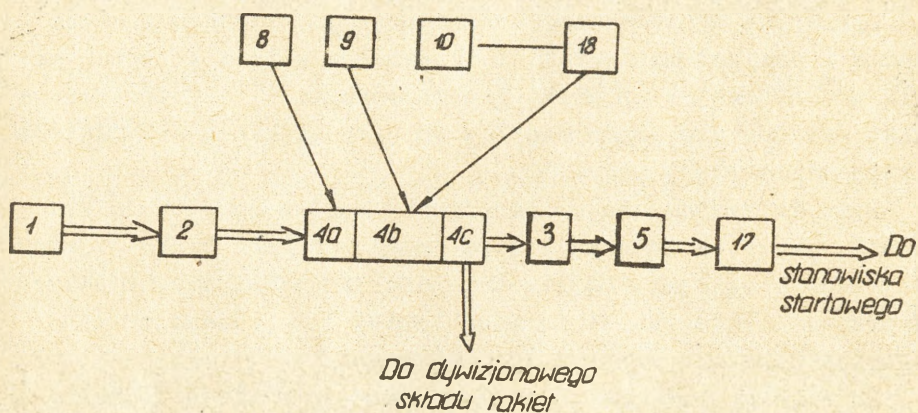 8 9 10 18
1 2 4a 4b 4c 3 5 17 Do
stanowiska
startowego
Do dywizjonowego
składu rakiet